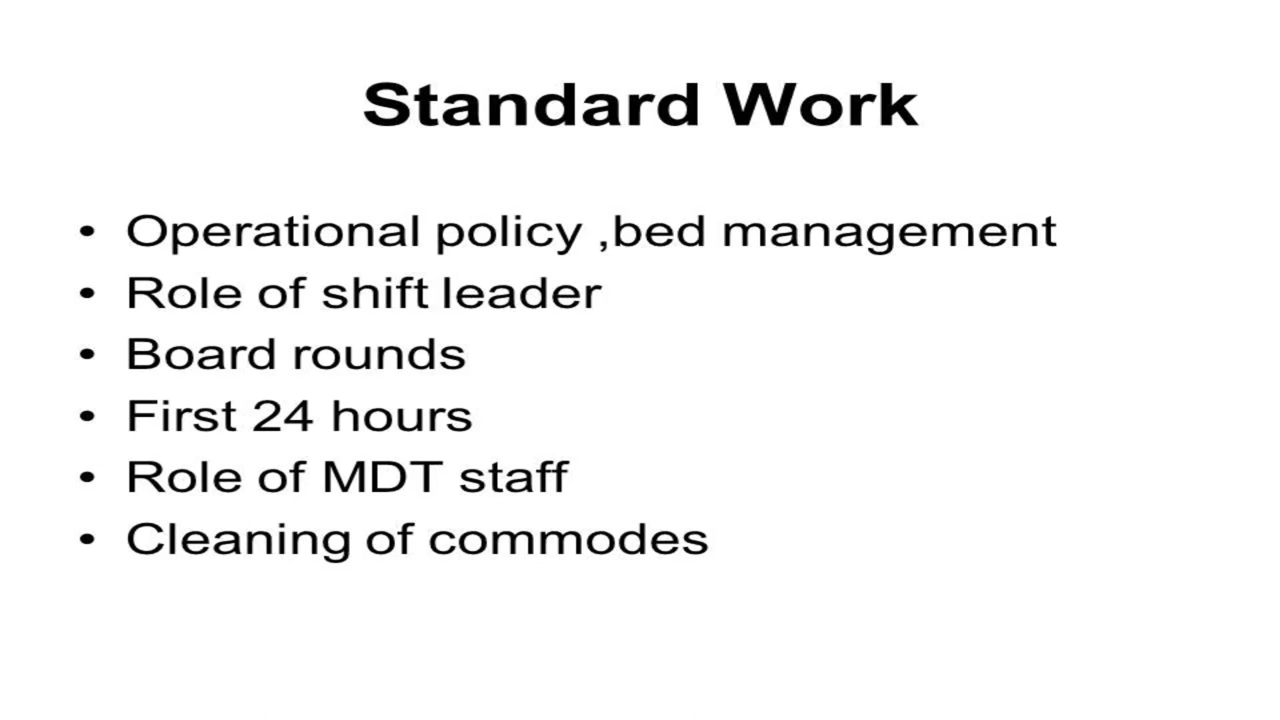 Standard Work
• Operational policy ,bed management
• Role of shift leader
• Board rounds
• First 24 hours
• Role of MDT staff
• Cleaning of commodes